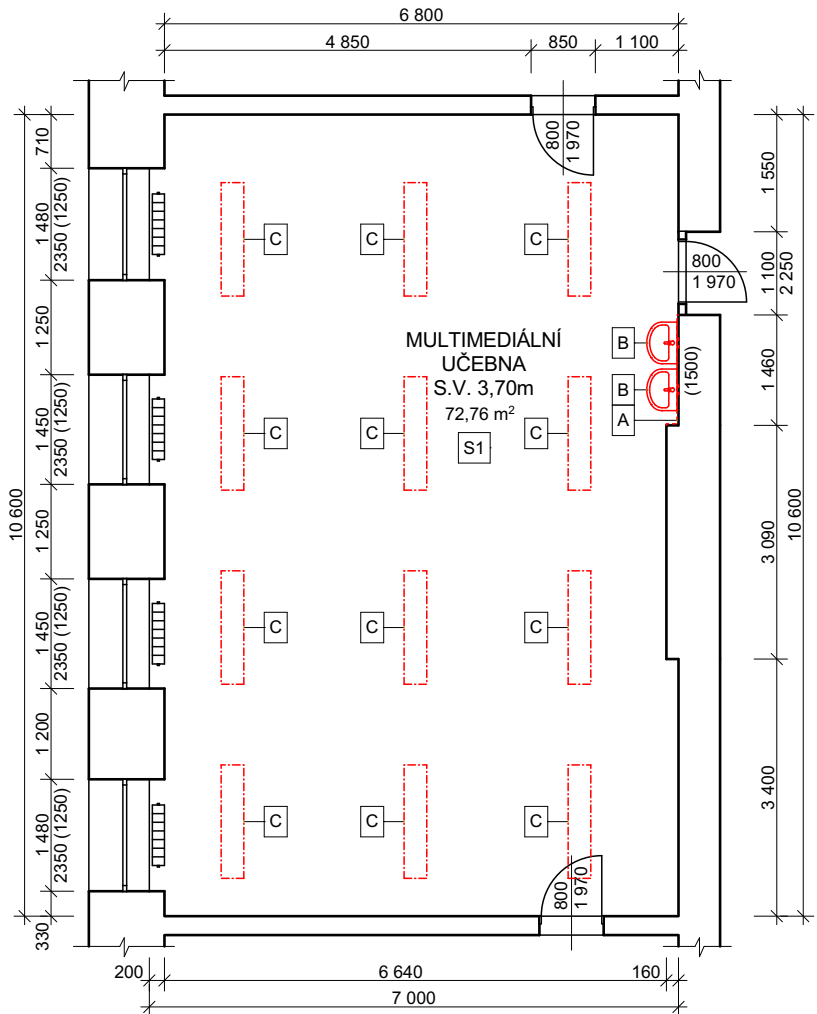 6 800
4 850
850
1 100
710
1 480
2350 (1250)
1 250
1 450
2350 (1250)
10 600
1 250
1 450
2350 (1250)
1 200
1 480
2350 (1250)
330
800
1 970
C
C
C
800
1 970
1 550
1 100
2 250
MULTIMEDIÁLNÍ
UČEBNA
S.V. 3,70m
72,76 m²
S1
B
B
A
(1500)
1 460
C
C
C
3 090
10 600
C
C
C
3 400
C
C
C
800
1 970
200
6 640
160
7 000